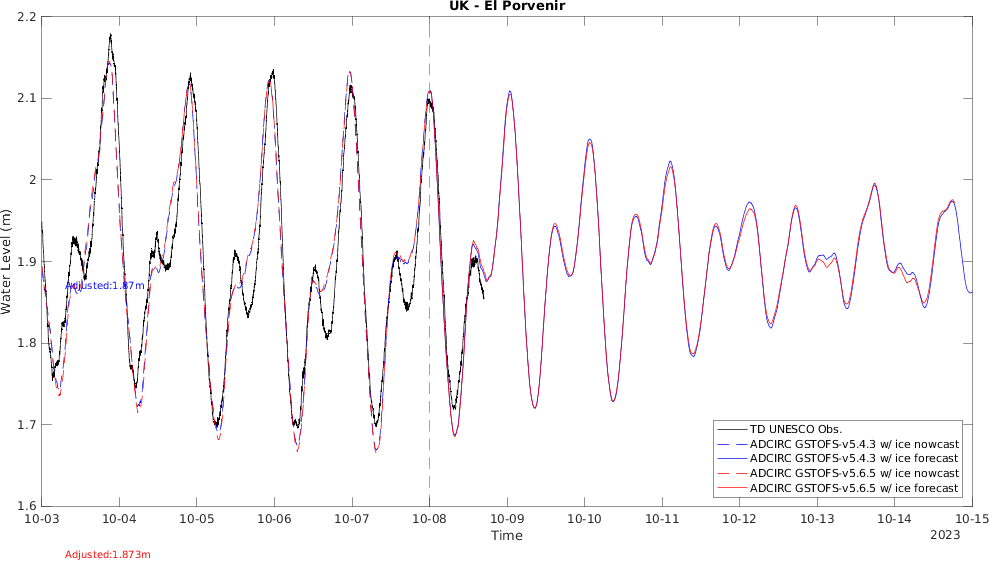 UK - El Porvenir
Water Level (m)
2.2
2.1
2
1.9
1.8
1.7
1.6
Adjusted:1.87m
TD UNESCO Obs.
ADCIRC GSTOFS-v5.4.3 w/ ice nowcast
ADCIRC GSTOFS-v5.4.3 w/ ice forecast
ADCIRC GSTOFS-v5.6.5 w/ ice nowcast
ADCIRC GSTOFS-v5.6.5 w/ ice forecast
10-03 10-04 10-05 10-06 10-07 10-08 10-09 10-10 10-11 10-12 10-13 10-14 10-15
Time
2023
Adjusted:1.873m